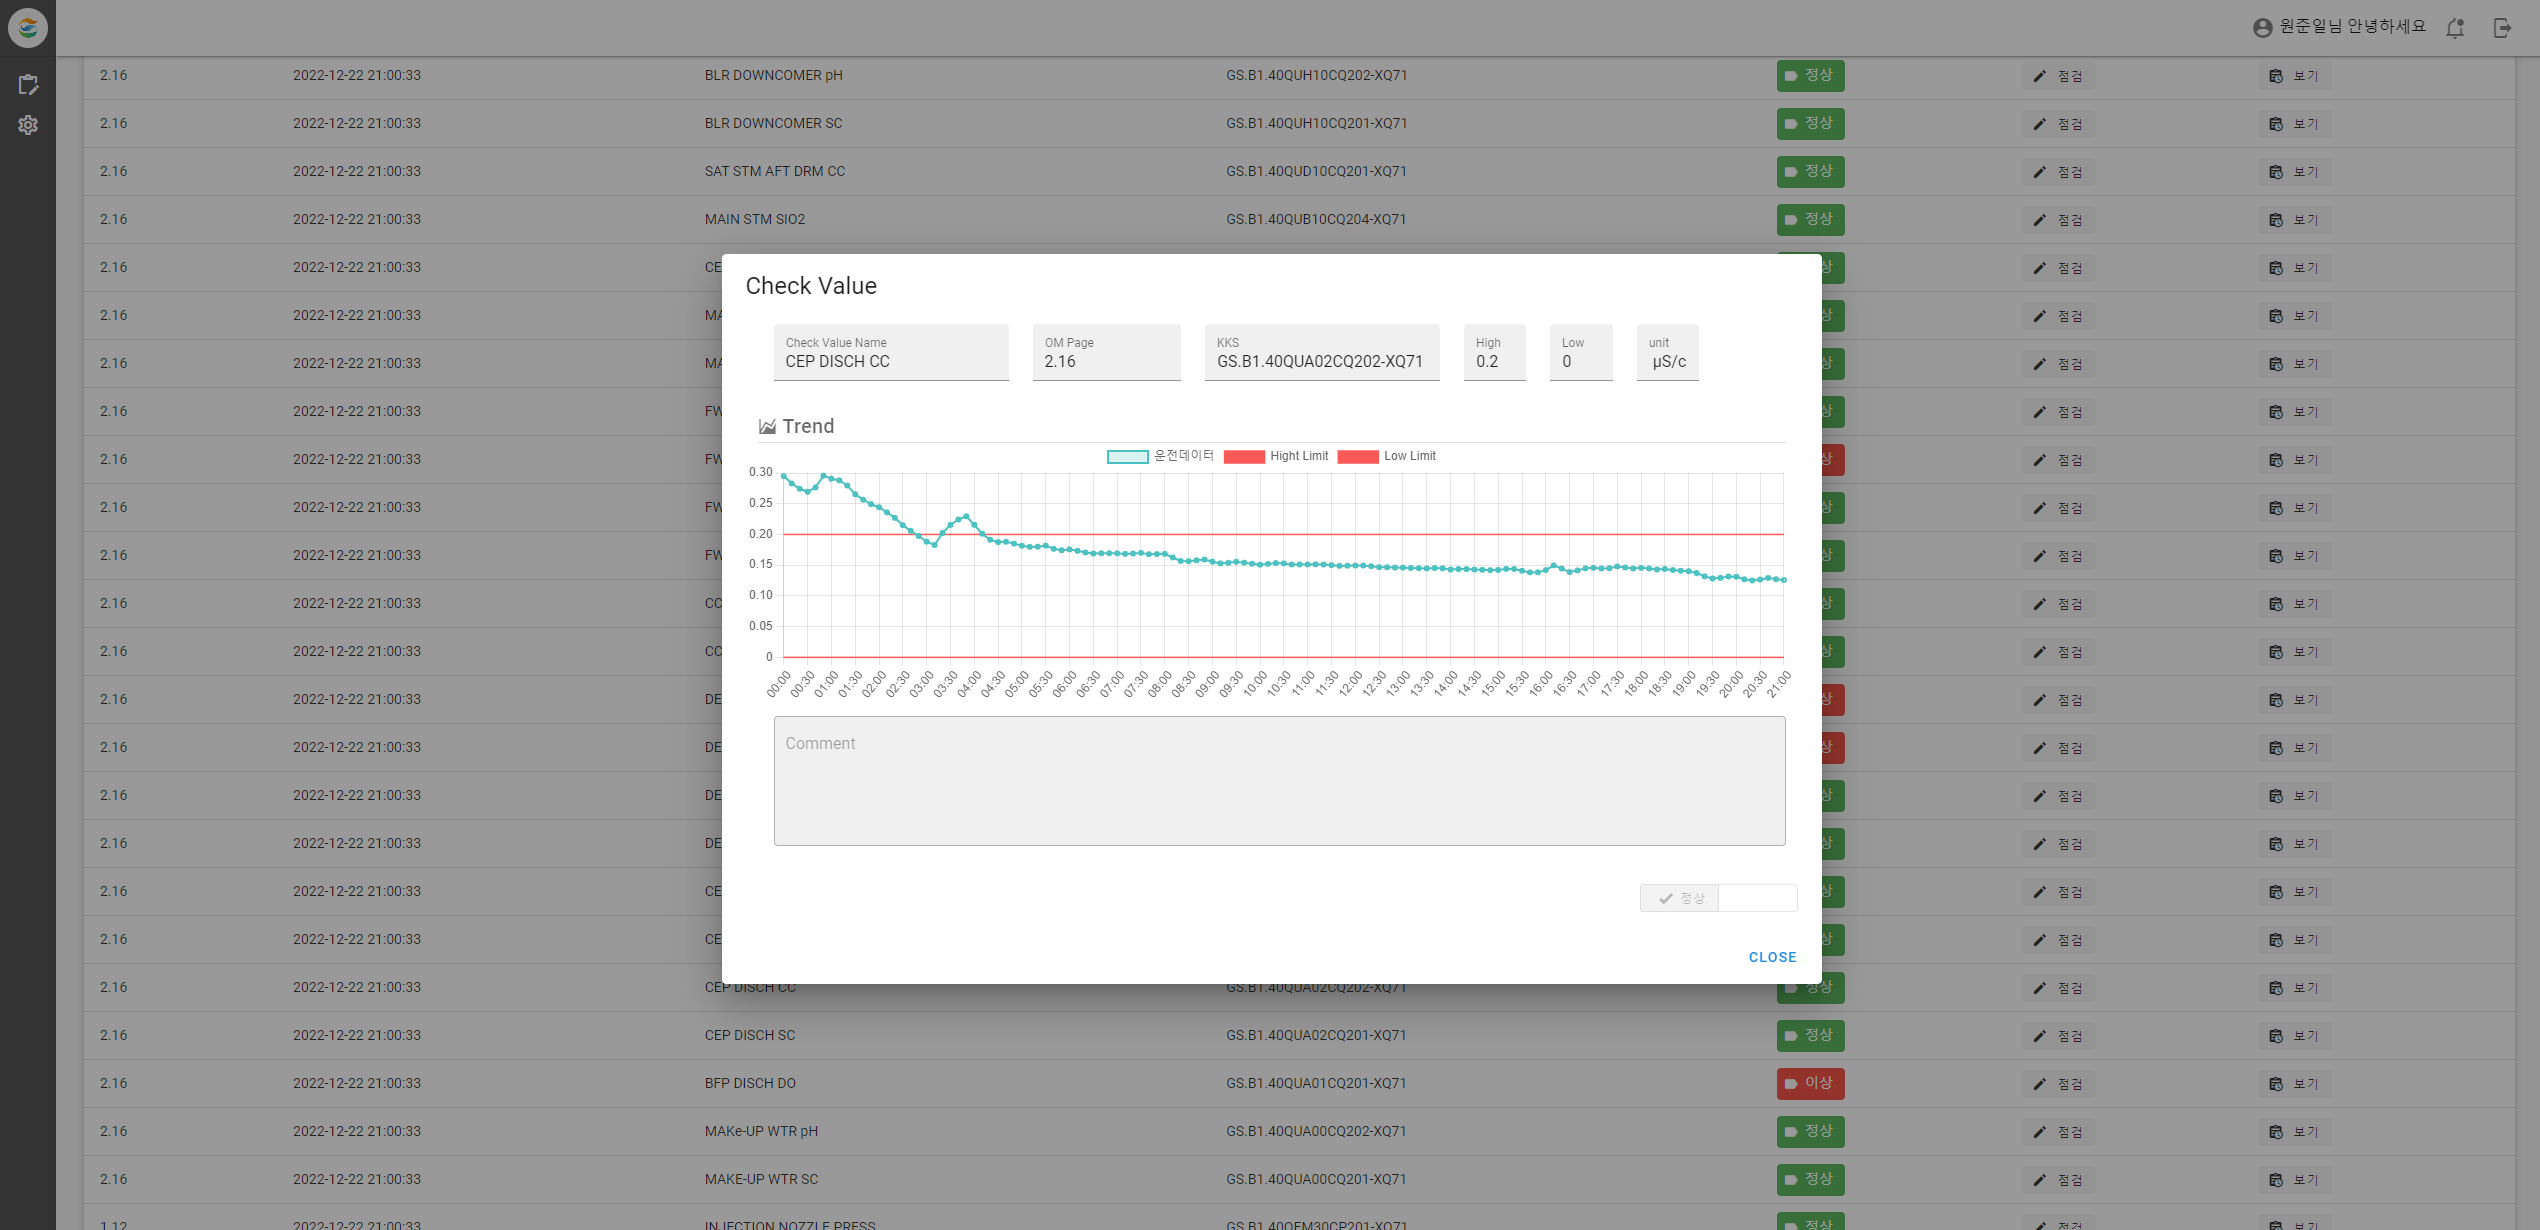 원준일님 안녕하세요
2.16 2022-12-22 21:00:33 BLR DOWNCOMER pH GS.B1.40QUH10CQ202-XQ71 정상 점검 보기
2.16 2022-12-22 21:00:33 BLR DOWNCOMER SC GS.B1.40QUH10CQ201-XQ71 정상 점검 보기
2.16 2022-12-22 21:00:33 SAT STM AFT DRM CC GS.B1.40QUD10CQ201-XQ71 정상 점검 보기
2.16 2022-12-22 21:00:33 MAIN STM SIO2 GS.B1.40QUB10CQ204-XQ71 정상 점검 보기
2.16 2022-12-22 21:00:33 CE 상 점검 보기
2.16 2022-12-22 21:00:33 MA 상 점검 보기
2.16 2022-12-22 21:00:33 MA 상 점검 보기
2.16 2022-12-22 21:00:33 FW 상 점검 보기
2.16 2022-12-22 21:00:33 FW 상 점검 보기
2.16 2022-12-22 21:00:33 FW 상 점검 보기
2.16 2022-12-22 21:00:33 FW 상 점검 보기
2.16 2022-12-22 21:00:33 CC 상 점검 보기
2.16 2022-12-22 21:00:33 CC 상 점검 보기
2.16 2022-12-22 21:00:33 DE 상 점검 보기
2.16 2022-12-22 21:00:33 DE 상 점검 보기
2.16 2022-12-22 21:00:33 DE 상 점검 보기
2.16 2022-12-22 21:00:33 DE 상 점검 보기
2.16 2022-12-22 21:00:33 CE 상 점검 보기
2.16 2022-12-22 21:00:33 CE 상 점검 보기
2.16 2022-12-22 21:00:33 CEP DISCH CC GS.B1.40QUA02CQ202-XQ71 정상 점검 보기
2.16 2022-12-22 21:00:33 CEP DISCH SC GS.B1.40QUA02CQ201-XQ71 정상 점검 보기
2.16 2022-12-22 21:00:33 BFP DISCH DO GS.B1.40QUA01CQ201-XQ71 이상 점검 보기
2.16 2022-12-22 21:00:33 MAKe-UP WTR pH GS.B1.40QUA00CQ202-XQ71 정상 점검 보기
2.16 2022-12-22 21:00:33 MAKE-UP WTR SC GS.B1.40QUA00CQ201-XQ71 정상 점검 보기
1.12 2022-12-22 21:00:33 INJECTION NOZZLE PRESS GS.B1.40QFM30CP201-XQ71 정상 점검 보기
Check Value
Check Value Name OM Page KKS High Low unit
CEP DISCH CC 2.16 GS.B1.40QUA02CQ202-XQ71 0.2 0 µS/c
Trend
운전데이터 Hight Limit Low Limit
0.30
0.25
0.20
0.15
0.10
0.05
0
00:00 00:30 01:00 01:30 02:00 02:30 03:00 03:30 04:00 04:30 05:00 05:30 06:00 06:30 07:00 07:30 08:00 08:30 09:00 09:30 10:00 10:30 11:00 11:30 12:00 12:30 13:00 13:30 14:00 14:30 15:00 15:30 16:00 16:30 17:00 17:30 18:00 18:30 19:00 19:30 20:00 20:30 21:00
Comment
정상
CLOSE